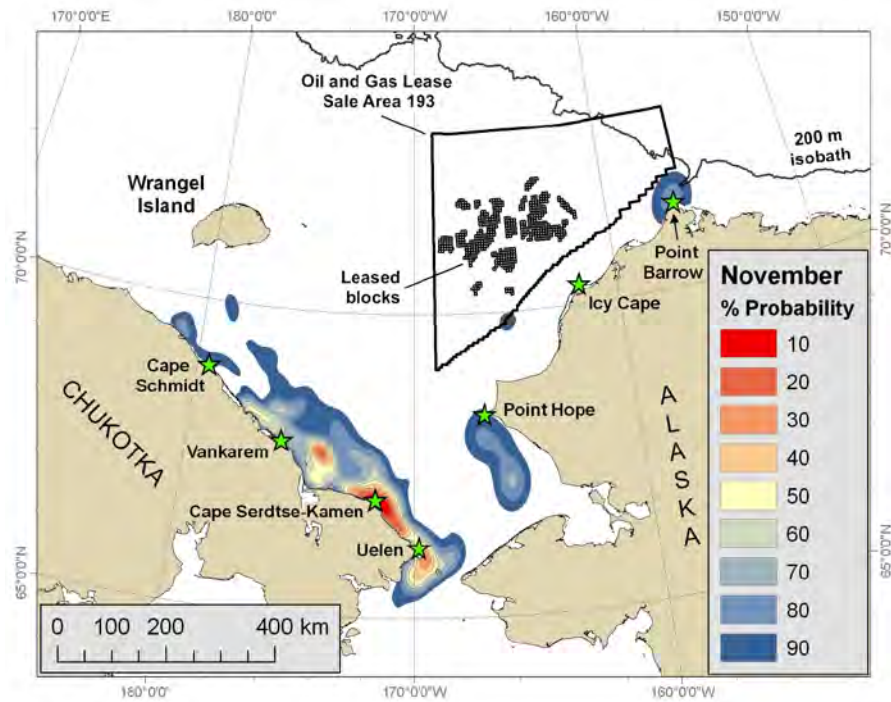 170°0'0"E
180°0'0"
170°0'0"W
160°0'0"W
150°0'0"W
Oil and Gas Lease
Sale Area 193
200 m
isobath
Wrangel
Island
70°0'0"N
70°0'0"N
Leased
blocks
Point
Barrow
Icy Cape
Cape
Schmidt
Point Hope
CHUKOTKA
ALASKA
Vankarem
Cape Serdtse-Kamen
Uelen
65°0'0"N
65°0'0"N
November
% Probability
10
20
30
40
50
60
70
80
90
0 100 200 400 km
180°0'0"
170°0'0"W
160°0'0"W